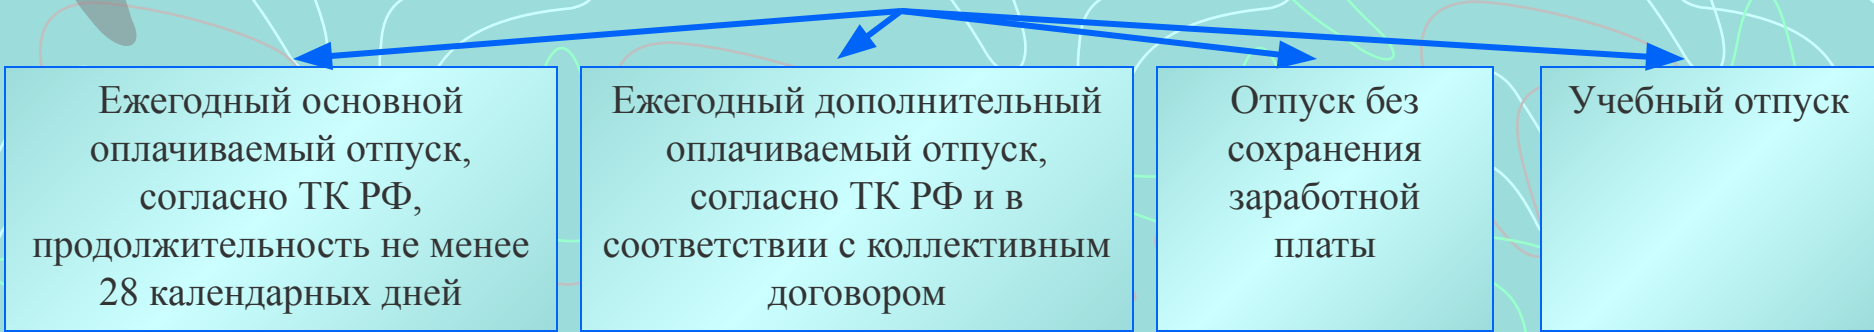 Ежегодный основной
оплачиваемый отпуск,
согласно ТК РФ,
продолжительность не менее
28 календарных дней
Ежегодный дополнительный
оплачиваемый отпуск,
согласно ТК РФ и в
соответствии с коллективным
договором
Отпуск без
сохранения
заработной
платы
Учебный отпуск